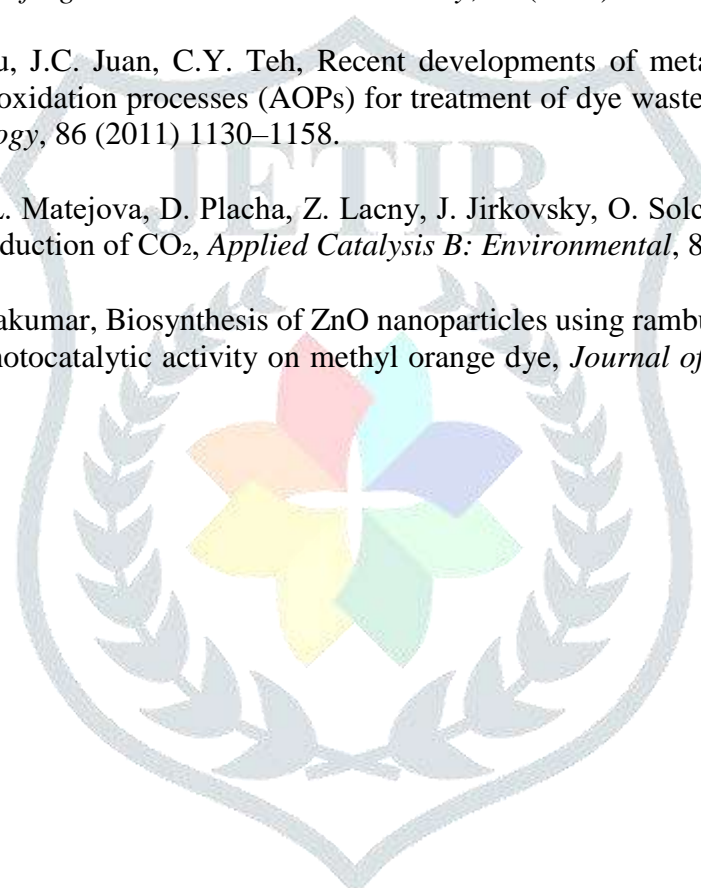 u, J.C. Juan, C.Y. Teh, Recent developments of meta
oxidation processes (AOPs) for treatment of dye waste
ogy, 86 (2011) 1130–1158.
L. Matejova, D. Placha, Z. Lacny, J. Jirkovsky, O. Solc
duction of CO₂, Applied Catalysis B: Environmental, 8
akumar, Biosynthesis of ZnO nanoparticles using rambu
hotocatalytic activity on methyl orange dye, Journal of
JETIR